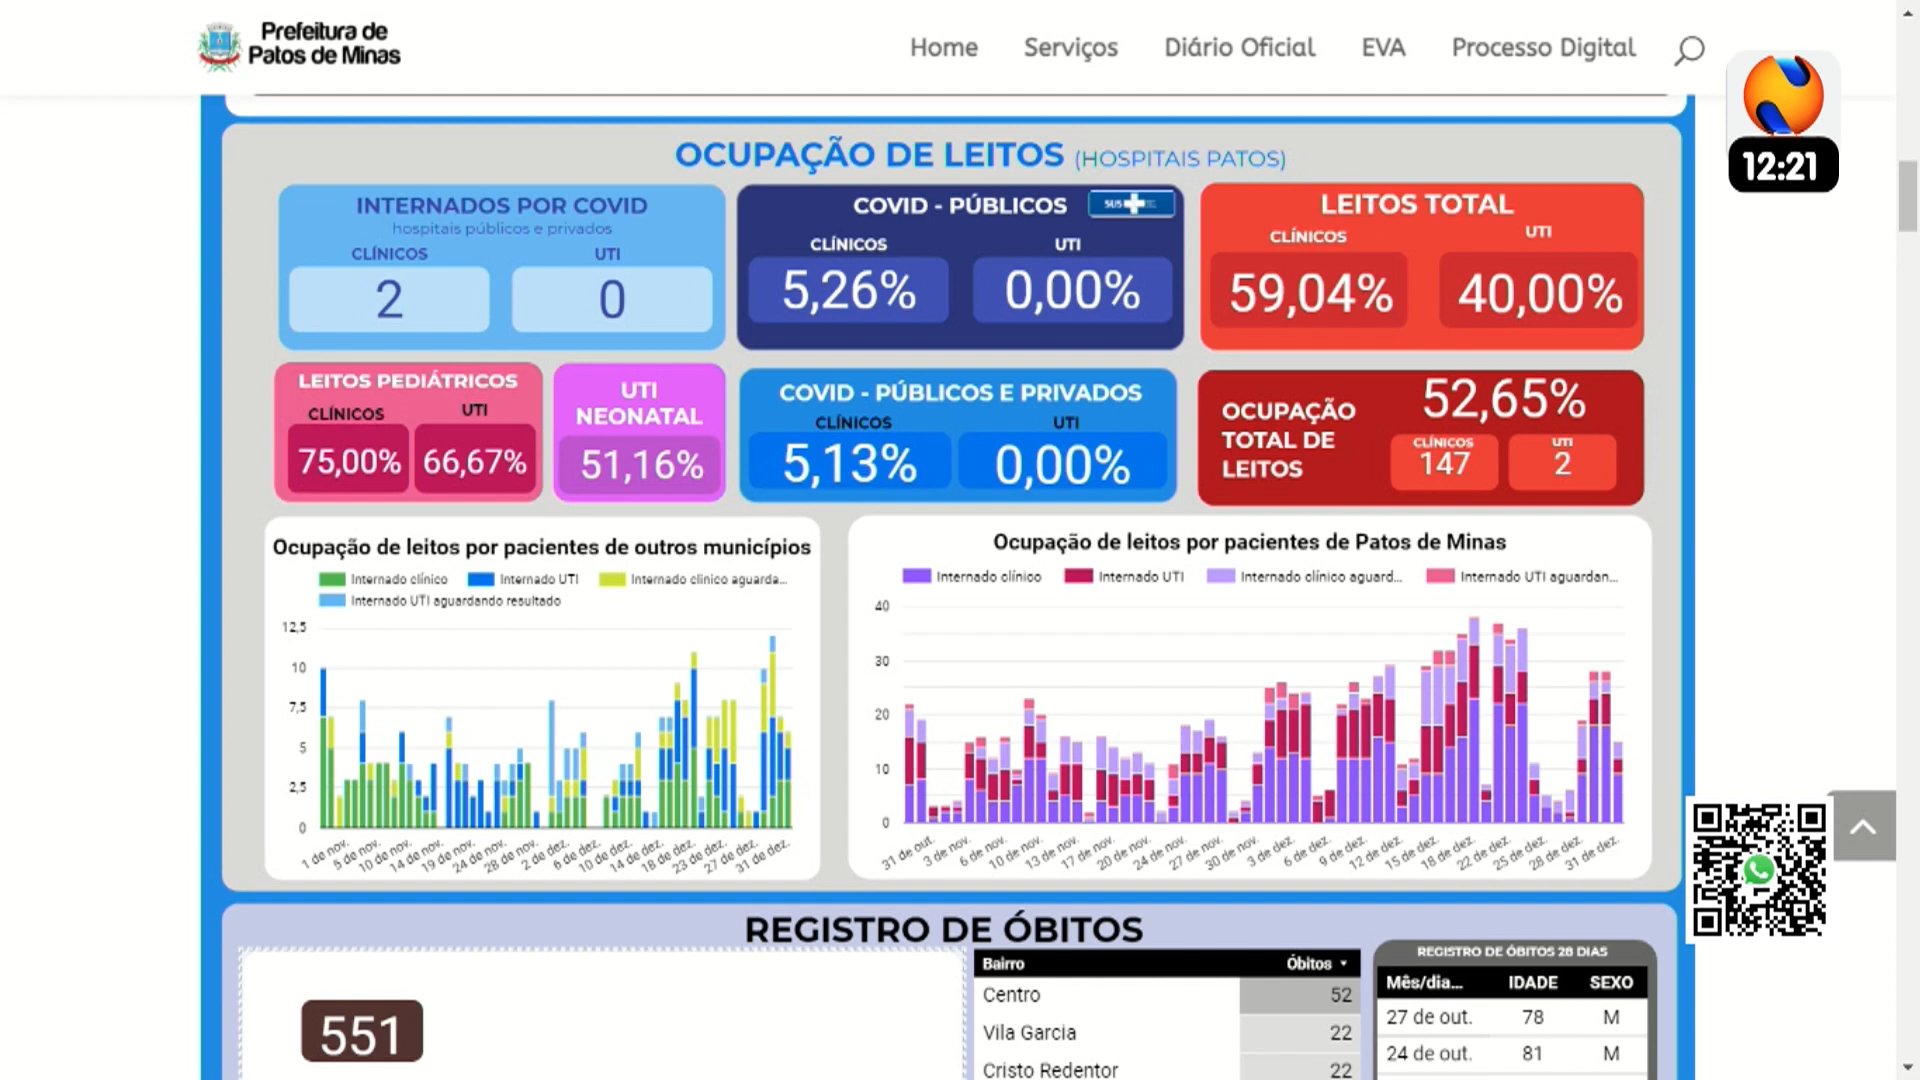 Prefeitura de
Patos de Minas
Home
Serviços
Diário Oficial
EVA
Processo Digital
12:21
OCUPAÇÃO DE LEITOS (HOSPITAIS PATOS)
INTERNADOS POR COVID
hospitais públicos e privados
CLÍNICOS
UTI
2
0
COVID - PÚBLICOS
SUS
CLÍNICOS
UTI
5,26%
0,00%
LEITOS TOTAL
CLÍNICOS
UTI
59,04%
40,00%
LEITOS PEDIÁTRICOS
CLÍNICOS
UTI
75,00%
66,67%
UTI
NEONATAL
51,16%
COVID - PÚBLICOS E PRIVADOS
CLÍNICOS
UTI
5,13%
0,00%
OCUPAÇÃO
TOTAL DE
LEITOS
52,65%
CLÍNICOS
147
UTI
2
Ocupação de leitos por pacientes de outros municípios
Internado clínico
Internado UTI
Internado clinico aguarda...
Internado UTI aguardando resultado
12,5
10
7,5
5
2,5
0
1 de nov.
5 de nov.
10 de nov.
14 de nov.
19 de nov.
24 de nov.
28 de nov.
2 de dez.
6 de dez.
10 de dez.
14 de dez.
18 de dez.
23 de dez.
27 de dez.
31 de dez.
Ocupação de leitos por pacientes de Patos de Minas
Internado clínico
Internado UTI
Internado clínico aguard...
Internado UTI aguardan...
40
30
20
10
0
31 de out.
3 de nov.
6 de nov.
10 de nov.
13 de nov.
17 de nov.
20 de nov.
24 de nov.
27 de nov.
30 de nov.
3 de dez.
6 de dez.
9 de dez.
12 de dez.
15 de dez.
18 de dez.
22 de dez.
25 de dez.
28 de dez.
31 de dez.
REGISTRO DE ÓBITOS
551
Bairro
Óbitos
Centro
52
Vila Garcia
22
Cristo Redentor
22
REGISTRO DE ÓBITOS 28 DIAS
Mês/dia...
IDADE
SEXO
27 de out.
78
M
24 de out.
81
M